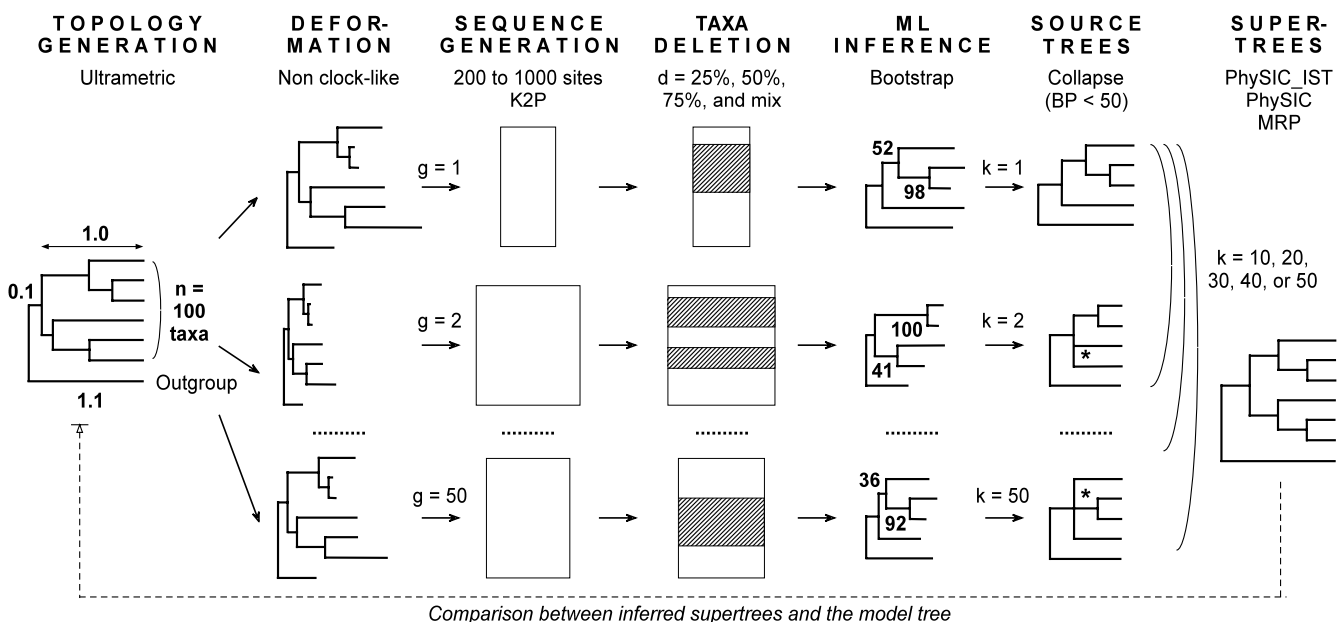 TOPOLOGY
GENERATION
Ultrametric
DEFOR-
MATION
Non clock-like
SEQUENCE
GENERATION
200 to 1000 sites
K2P
TAXA
DELETION
d = 25%, 50%,
75%, and mix
ML
INFERENCE
Bootstrap
SOURCE
TREES
Collapse
(BP < 50)
SUPER-
TREES
PhySIC_IST
PhySIC
MRP
1.0
0.1
n =
100
taxa
Outgroup
1.1
g = 1
52
98
k = 1
g = 2
100
41
k = 2
*
g = 50
36
92
k = 50
*
k = 10, 20,
30, 40, or 50
Comparison between inferred supertrees and the model tree